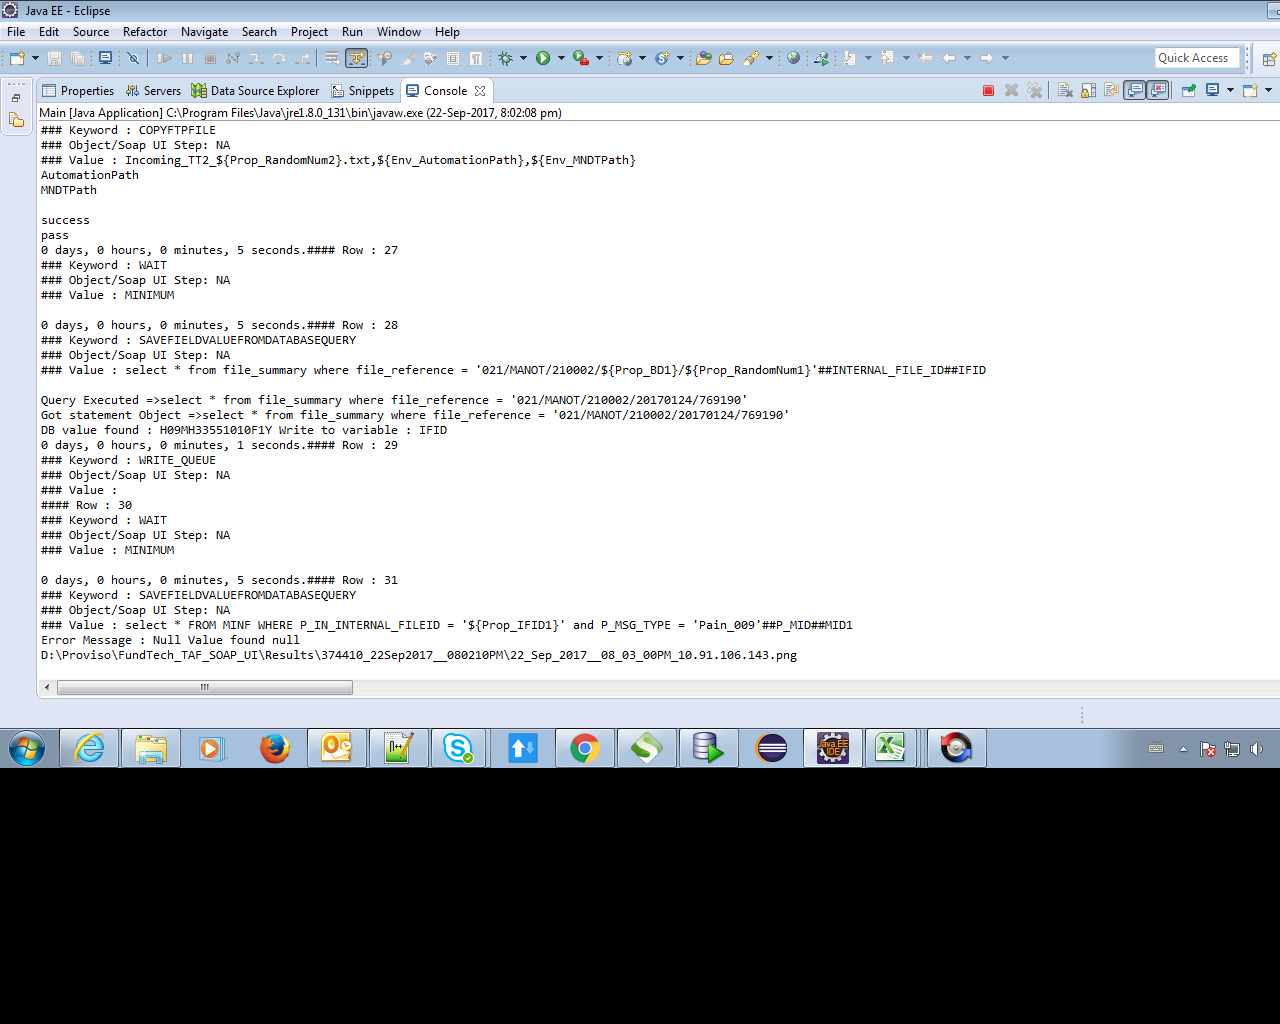 Java EE - Eclipse
File Edit Source Refactor Navigate Search Project Run Window Help
Quick Access
Properties Servers Data Source Explorer Snippets Console
Main [Java Application] C:\Program Files\Java\jre1.8.0_131\bin\javaw.exe (22-Sep-2017, 8:02:08 pm)
### Keyword : COPYFTPFILE
### Object/Soap UI Step: NA
### Value : Incoming_TT2_${Prop_RandomNum2}.txt,${Env_AutomationPath},${Env_MNDTPath}
AutomationPath
MNDTPath
success
pass
0 days, 0 hours, 0 minutes, 5 seconds.#### Row : 27
### Keyword : WAIT
### Object/Soap UI Step: NA
### Value : MINIMUM
0 days, 0 hours, 0 minutes, 5 seconds.#### Row : 28
### Keyword : SAVEFIELDVALUEFROMDATABASEQUERY
### Object/Soap UI Step: NA
### Value : select * from file_summary where file_reference = '021/MANOT/210002/${Prop_BD1}/${Prop_RandomNum1}'##INTERNAL_FILE_ID##IFID
Query Executed =>select * from file_summary where file_reference = '021/MANOT/210002/20170124/769190'
Got statement Object =>select * from file_summary where file_reference = '021/MANOT/210002/20170124/769190'
DB value found : H09MH33551010F1Y Write to variable : IFID
0 days, 0 hours, 0 minutes, 1 seconds.#### Row : 29
### Keyword : WRITE_QUEUE
### Object/Soap UI Step: NA
### Value :
#### Row : 30
### Keyword : WAIT
### Object/Soap UI Step: NA
### Value : MINIMUM
0 days, 0 hours, 0 minutes, 5 seconds.#### Row : 31
### Keyword : SAVEFIELDVALUEFROMDATABASEQUERY
### Object/Soap UI Step: NA
### Value : select * FROM MINF WHERE P_IN_INTERNAL_FILEID = '${Prop_IFID1}' and P_MSG_TYPE = 'Pain_009'##P_MID##MID1
Error Message : Null Value found null
D:\Proviso\FundTech_TAF_SOAP_UI\Results\374410_22Sep2017__080210PM\22_Sep_2017__08_03_00PM_10.91.106.143.png
Java EE
IDE